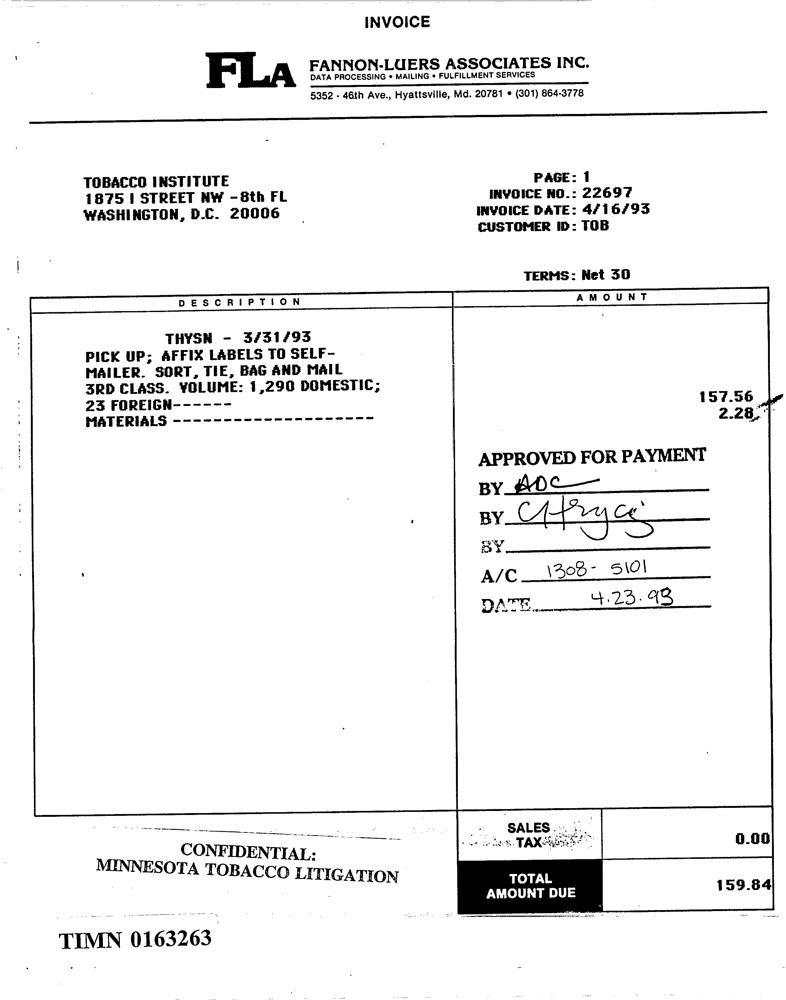 INVOICE
FLA
FANNON-LUERS ASSOCIATES INC.
DATA PROCESSING • MAILING • FULFILLMENT SERVICES
5352 - 46th Ave., Hyattsville, Md. 20781 • (301) 864-3778
TOBACCO INSTITUTE
1875 I STREET NW -8th FL
WASHINGTON, D.C. 20006
PAGE: 1
INVOICE NO.: 22697
INVOICE DATE: 4/16/93
CUSTOMER ID: TOB
TERMS: Net 30
DESCRIPTION
AMOUNT
THYSN - 3/31/93
PICK UP; AFFIX LABELS TO SELF-
MAILER. SORT, TIE, BAG AND MAIL
3RD CLASS. VOLUME: 1,290 DOMESTIC;
23 FOREIGN------ 157.56
MATERIALS -------------------- 2.28
APPROVED FOR PAYMENT
BY ADC
BY
BY
A/C 1308- 5101
DATE 4.23.93
SALES TAX 0.00
TOTAL AMOUNT DUE 159.84
CONFIDENTIAL:
MINNESOTA TOBACCO LITIGATION
TIMN 0163263